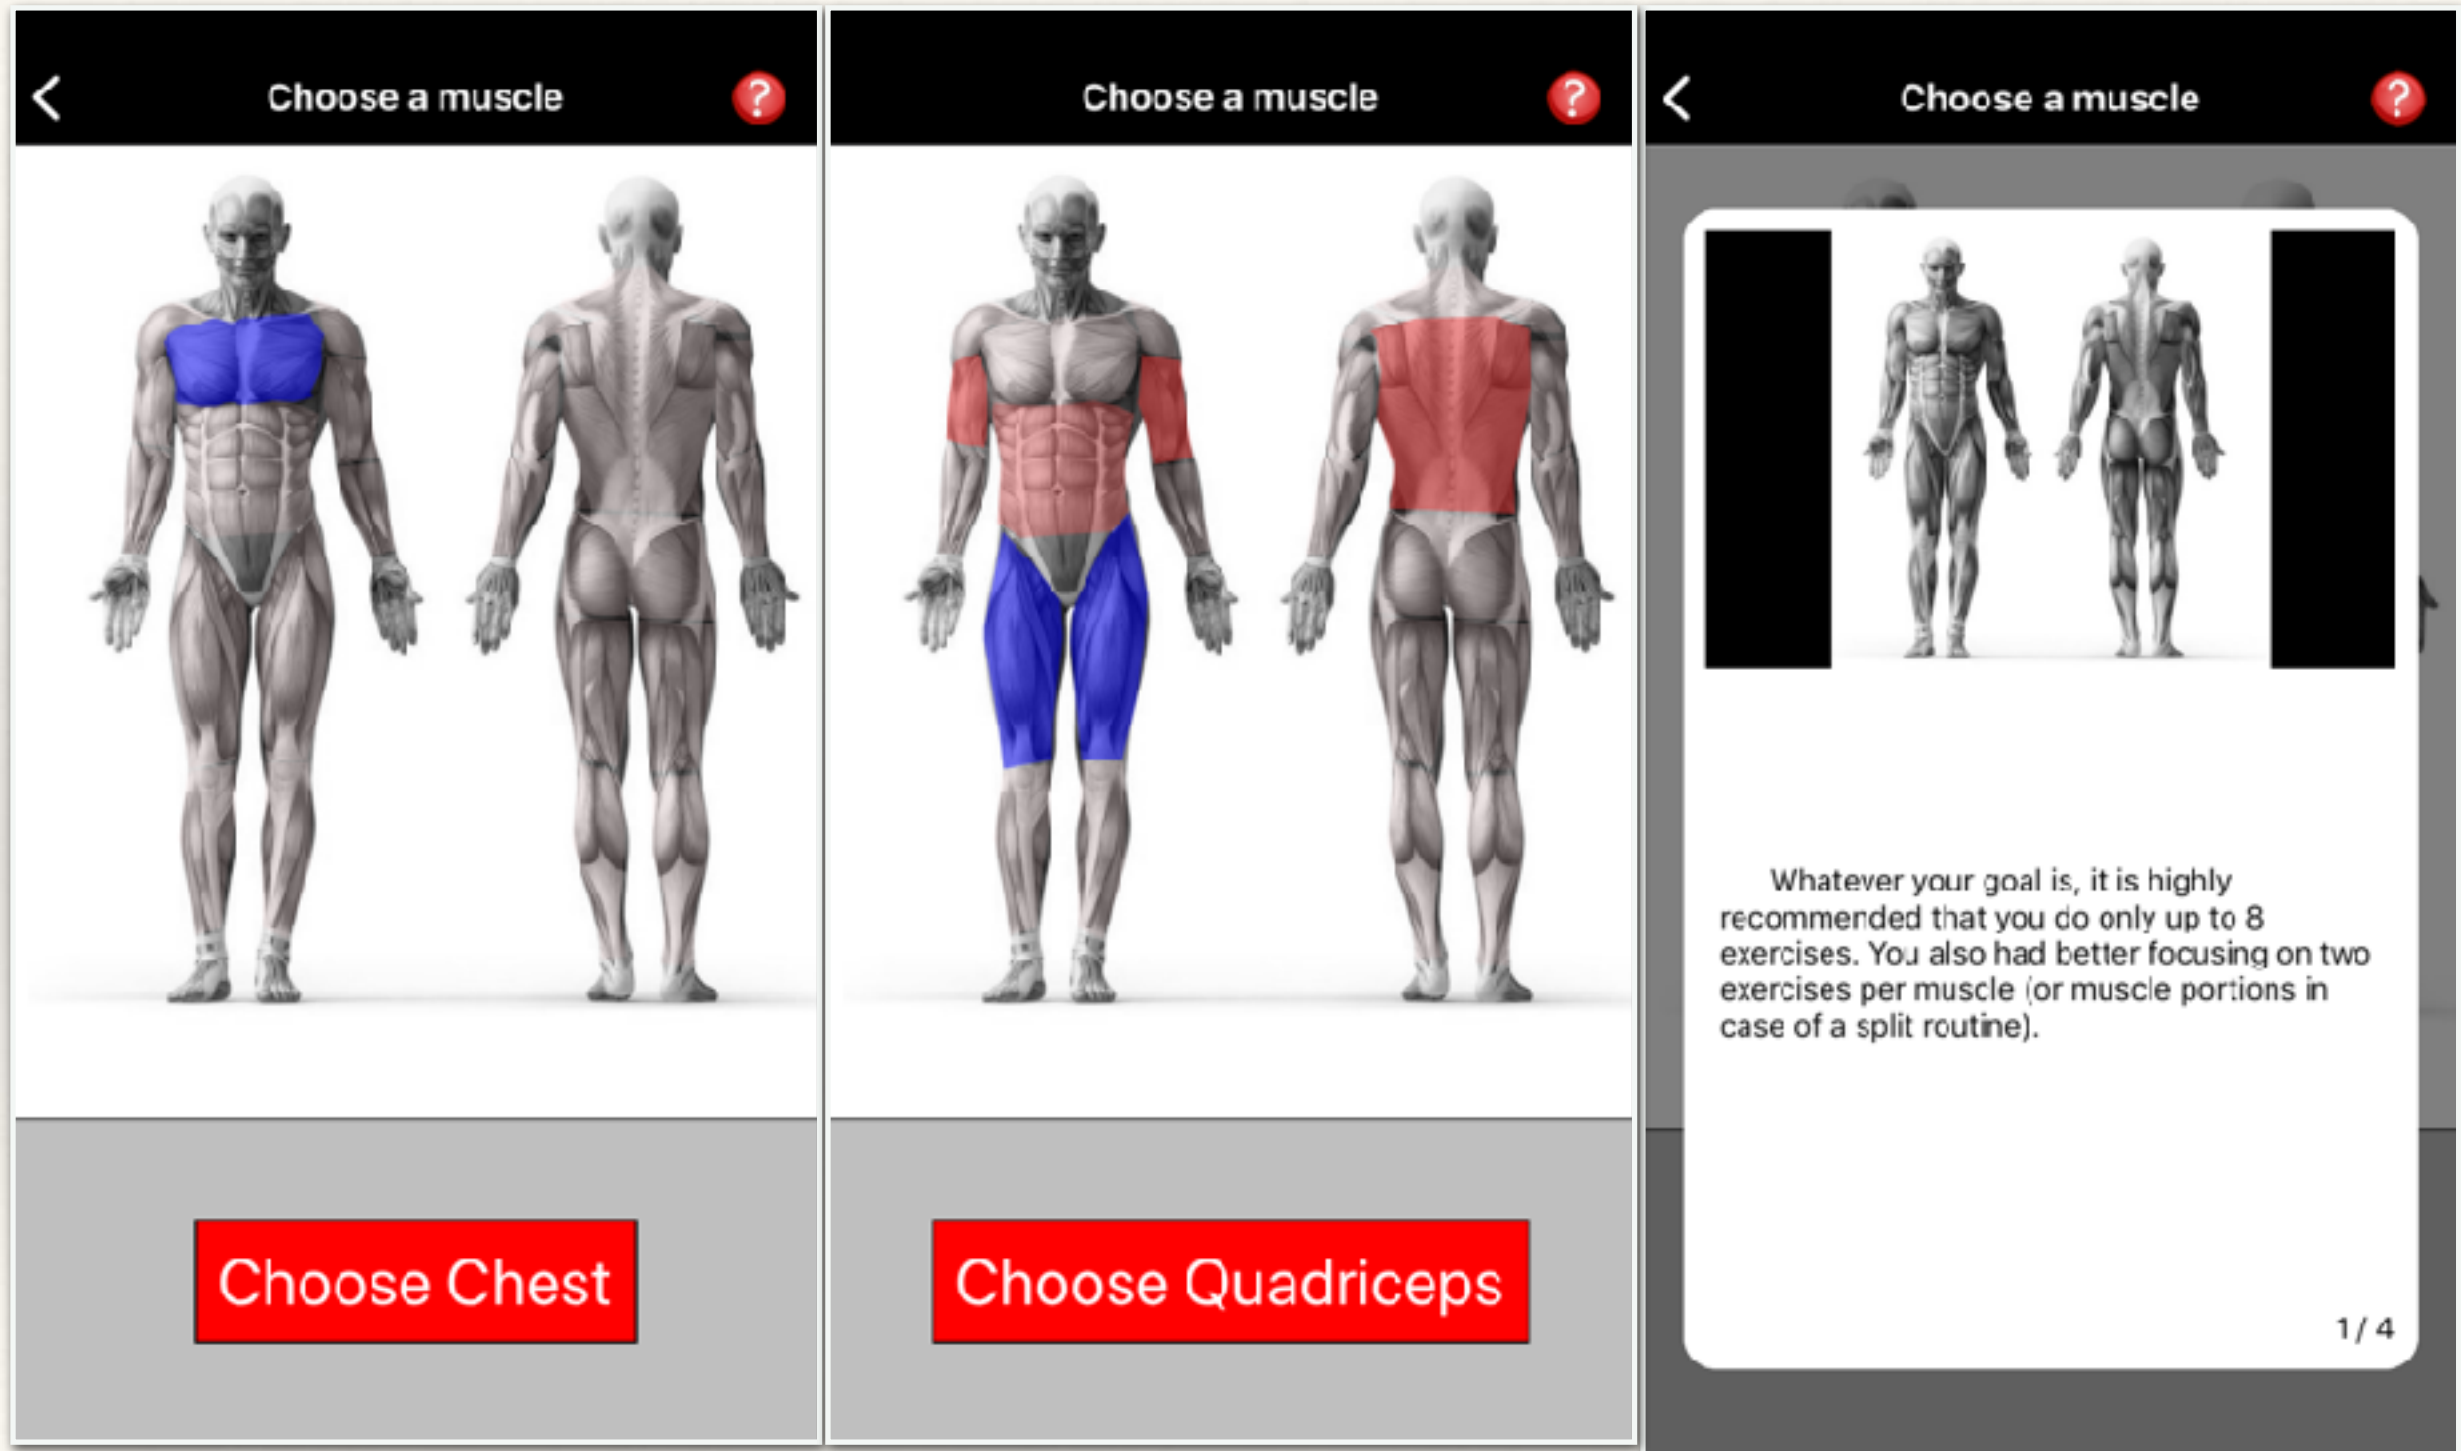 Choose a muscle
?
Choose Chest
Choose a muscle
?
Choose Quadriceps
Choose a muscle
?
Whatever your goal is, it is highly
recommended that you do only up to 8
exercises. You also had better focusing on two
exercises per muscle (or muscle portions in
case of a split routine).
1 / 4